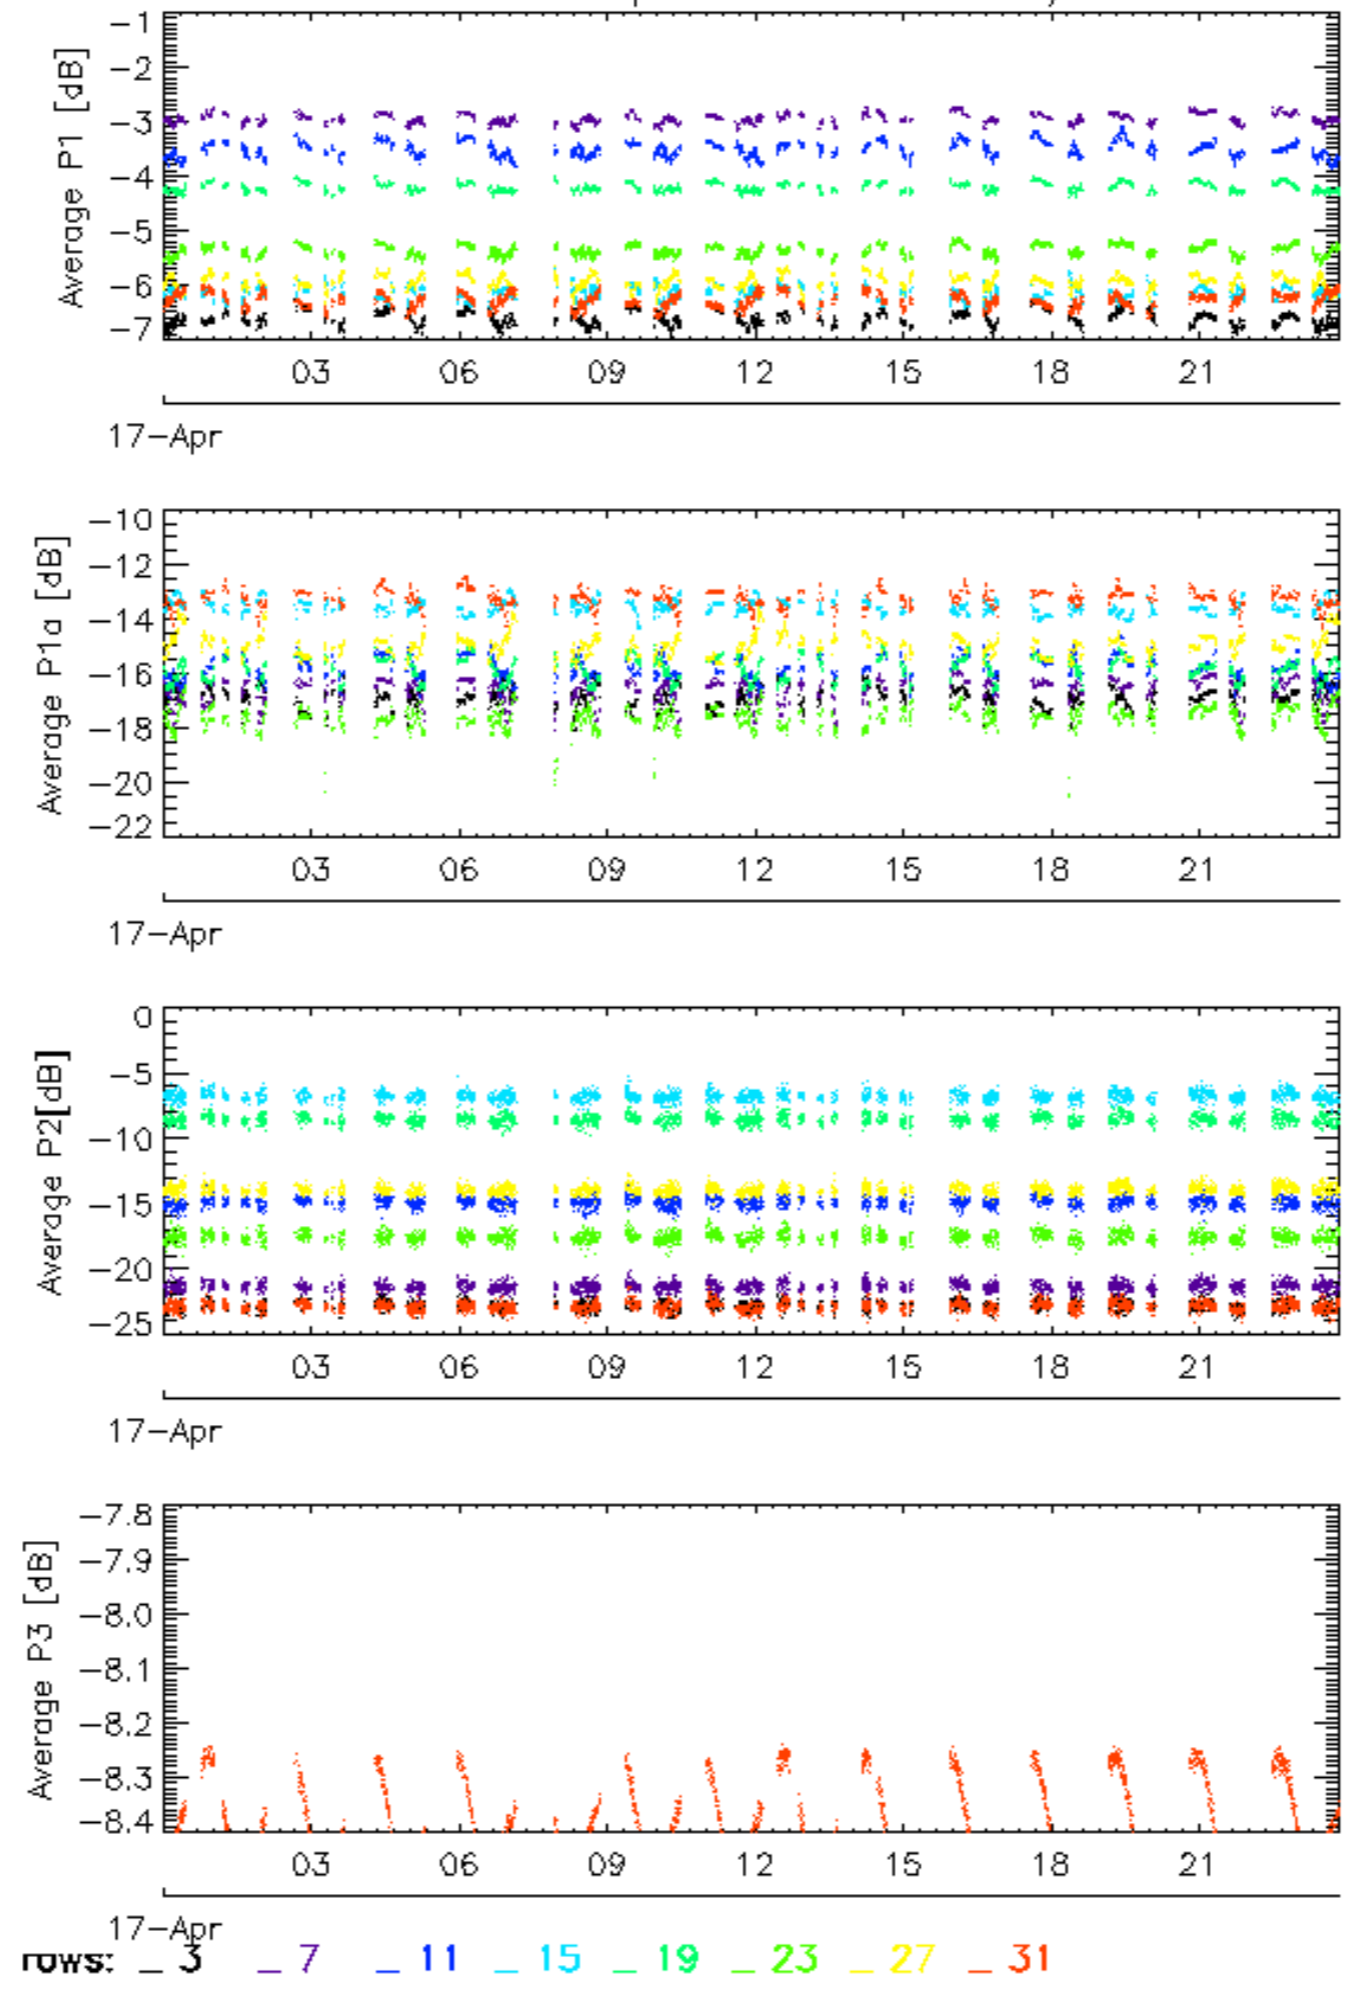 Average P1 [dB]
-1
-2
-3
-4
-5
-6
-7
03 06 09 12 15 18 21
17-Apr
Average P1a [dB]
-10
-12
-14
-16
-18
-20
-22
03 06 09 12 15 18 21
17-Apr
Average P2[dB]
0
-5
-10
-15
-20
-25
03 06 09 12 15 18 21
17-Apr
Average P3 [dB]
-7.8
-7.9
-8.0
-8.1
-8.2
-8.3
-8.4
03 06 09 12 15 18 21
17-Apr
rows: _ 3 _ 7 _ 11 _ 15 _ 19 _ 23 _ 27 _ 31